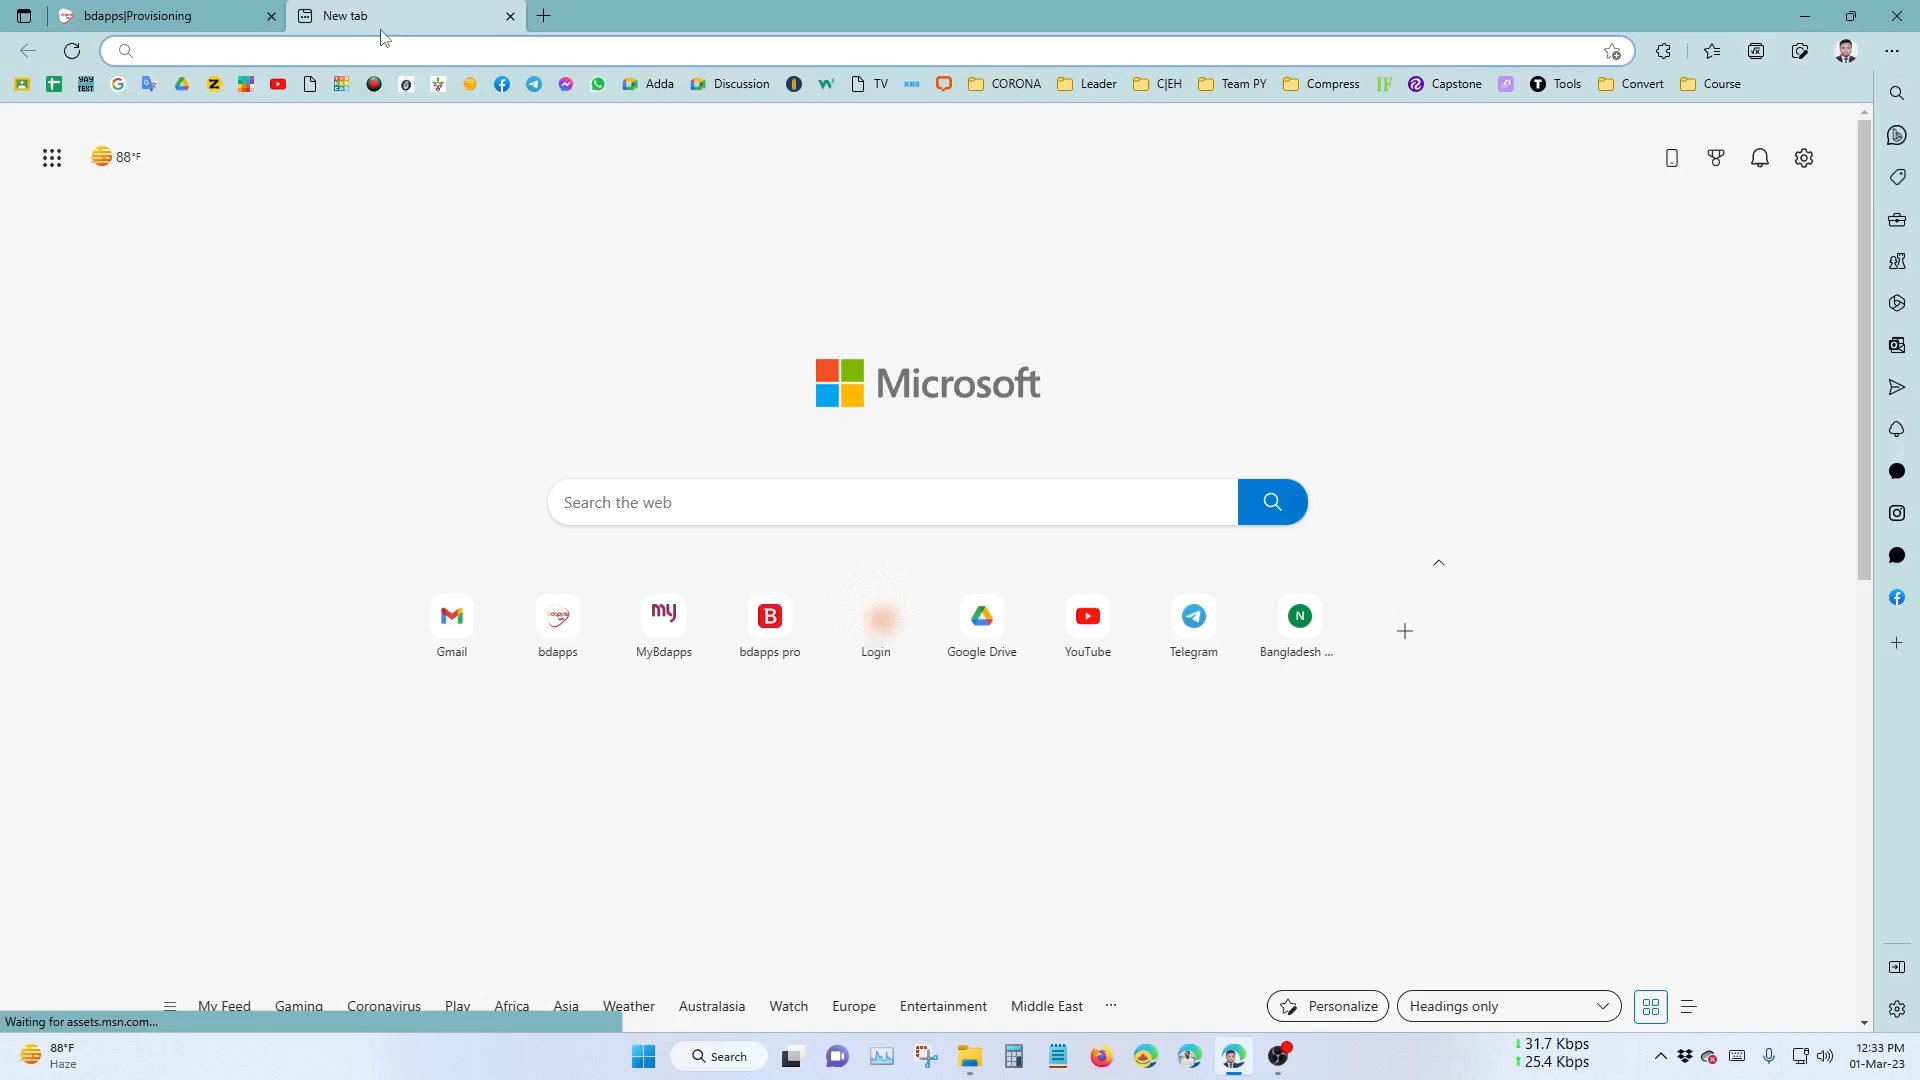 bdapps|Provisioning
New tab
Adda
Discussion
TV
SMS
CORONA
Leader
C|EH
Team PY
Compress
Capstone
Tools
Convert
Course
88°F
Microsoft
Search the web
Gmail
bdapps
MyBdapps
bdapps pro
Login
Google Drive
YouTube
Telegram
Bangladesh ...
My Feed
Gaming
Coronavirus
Play
Africa
Asia
Weather
Australasia
Watch
Europe
Entertainment
Middle East
Personalize
Headings only
Waiting for assets.msn.com...
88°F
Haze
Search
31.7 Kbps
25.4 Kbps
12:33 PM
01-Mar-23